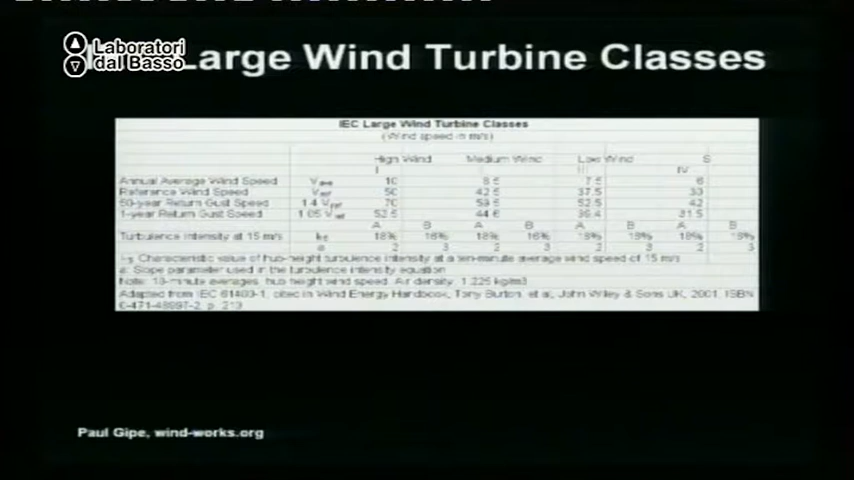 Laboratori
dal Basso
Large Wind Turbine Classes
IEC Large Wind Turbine Classes
(Wind speed in m/s)
High Wind Medium Wind Low Wind S
I III IV
Annual Average Wind Speed 10 8.5 7.5 6
Reference Wind Speed 50 42.5 37.5 30
50-year Return Gust Speed 1.4 70 59.5 52.5 42
1-year Return Gust Speed 1.05 52.5 44.6 39.4 31.5
A B A B A B A B
Turbulence intensity at 15 m/s 18% 16% 18% 16% 18% 16% 18% 16%
a 2 3 2 3 2 3 2 3
Characteristic value of hub-height turbulence intensity at a ten-minute average wind speed of 15 m/s
a: Slope parameter used in the turbulence intensity equation
Note: 10-minute averages, hub height wind speed. Air density 1.225 kg/m3
Adapted from IEC 61400-1, cited in Wind Energy Handbook, Tony Burton, et al, John Wiley & Sons UK, 2001. ISBN
0-471-48997-2, p. 210
Paul Gipe, wind-works.org